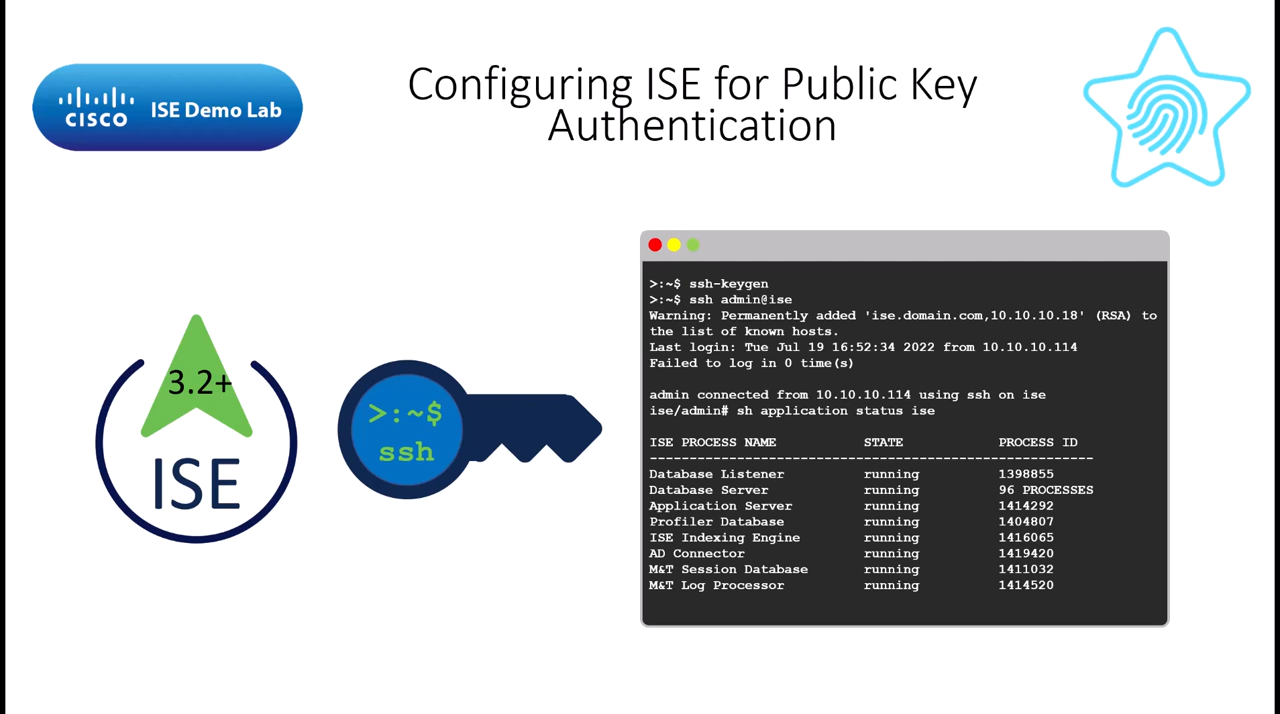 CISCO
ISE Demo Lab
Configuring ISE for Public Key
Authentication
3.2+
ISE
>:~$
ssh
>:~$ ssh-keygen
>:~$ ssh admin@ise
Warning: Permanently added 'ise.domain.com,10.10.10.18' (RSA) to
the list of known hosts.
Last login: Tue Jul 19 16:52:34 2022 from 10.10.10.114
Failed to log in 0 time(s)
admin connected from 10.10.10.114 using ssh on ise
ise/admin# sh application status ise
ISE PROCESS NAME STATE PROCESS ID
--------------------------------------------------------
Database Listener running 1398855
Database Server running 96 PROCESSES
Application Server running 1414292
Profiler Database running 1404807
ISE Indexing Engine running 1416065
AD Connector running 1419420
M&T Session Database running 1411032
M&T Log Processor running 1414520